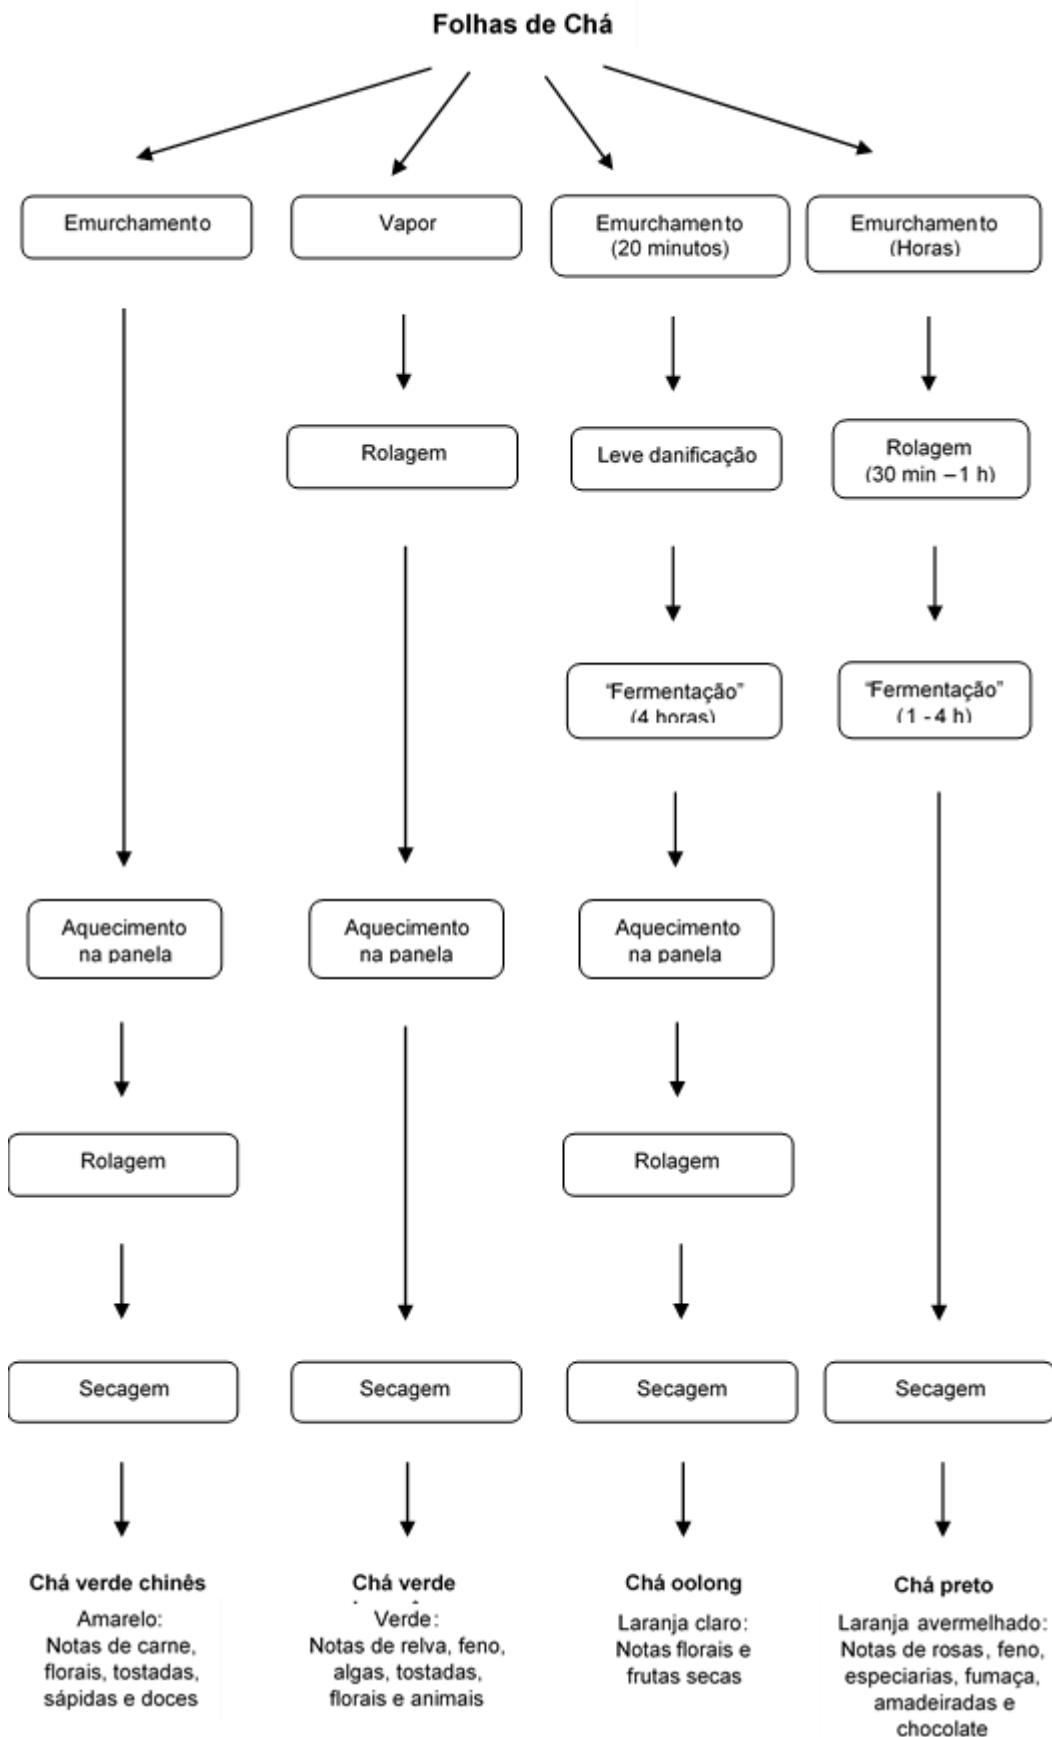 Folhas de Chá
Emurchamento
Vapor
Emurchamento
(20 minutos)
Emurchamento
(Horas)
Rolagem
Leve danificação
Rolagem
(30 min – 1 h)
“Fermentação”
(4 horas)
“Fermentação”
(1 - 4 h)
Aquecimento
na panela
Aquecimento
na panela
Aquecimento
na panela
Rolagem
Rolagem
Secagem
Secagem
Secagem
Secagem
Chá verde chinês
Amarelo:
Notas de carne,
florais, tostadas,
sápidas e doces
Chá verde
Verde:
Notas de relva, feno,
algas, tostadas,
florais e animais
Chá oolong
Laranja claro:
Notas florais e
frutas secas
Chá preto
Laranja avermelhado:
Notas de rosas, feno,
especiarias, fumaça,
amadeiradas e
chocolate